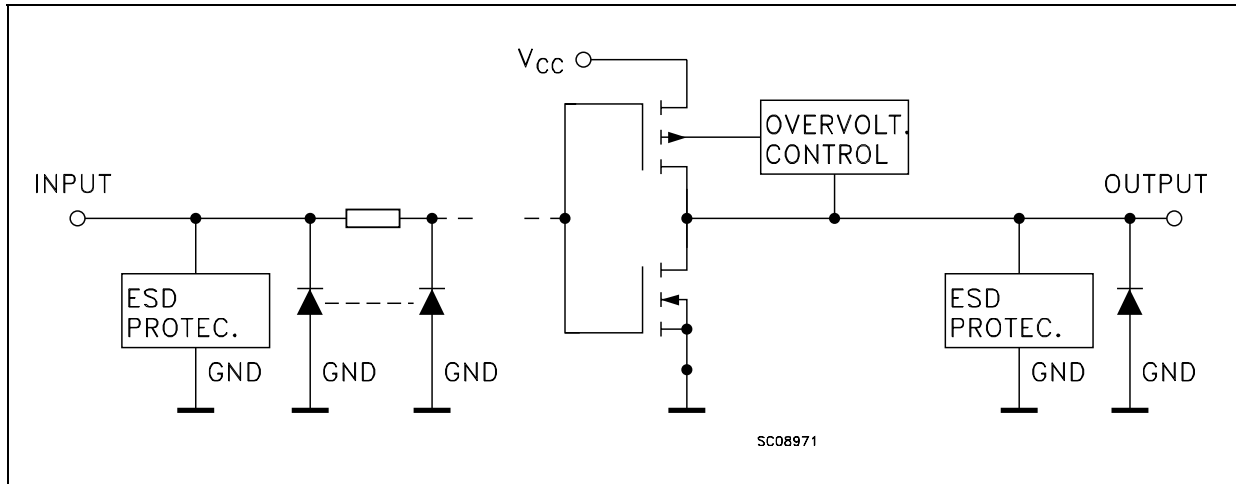 VCC
OVERVOLT.
CONTROL
INPUT
OUTPUT
ESD
PROTEC.
ESD
PROTEC.
GND
GND
GND
GND
GND
SC08971